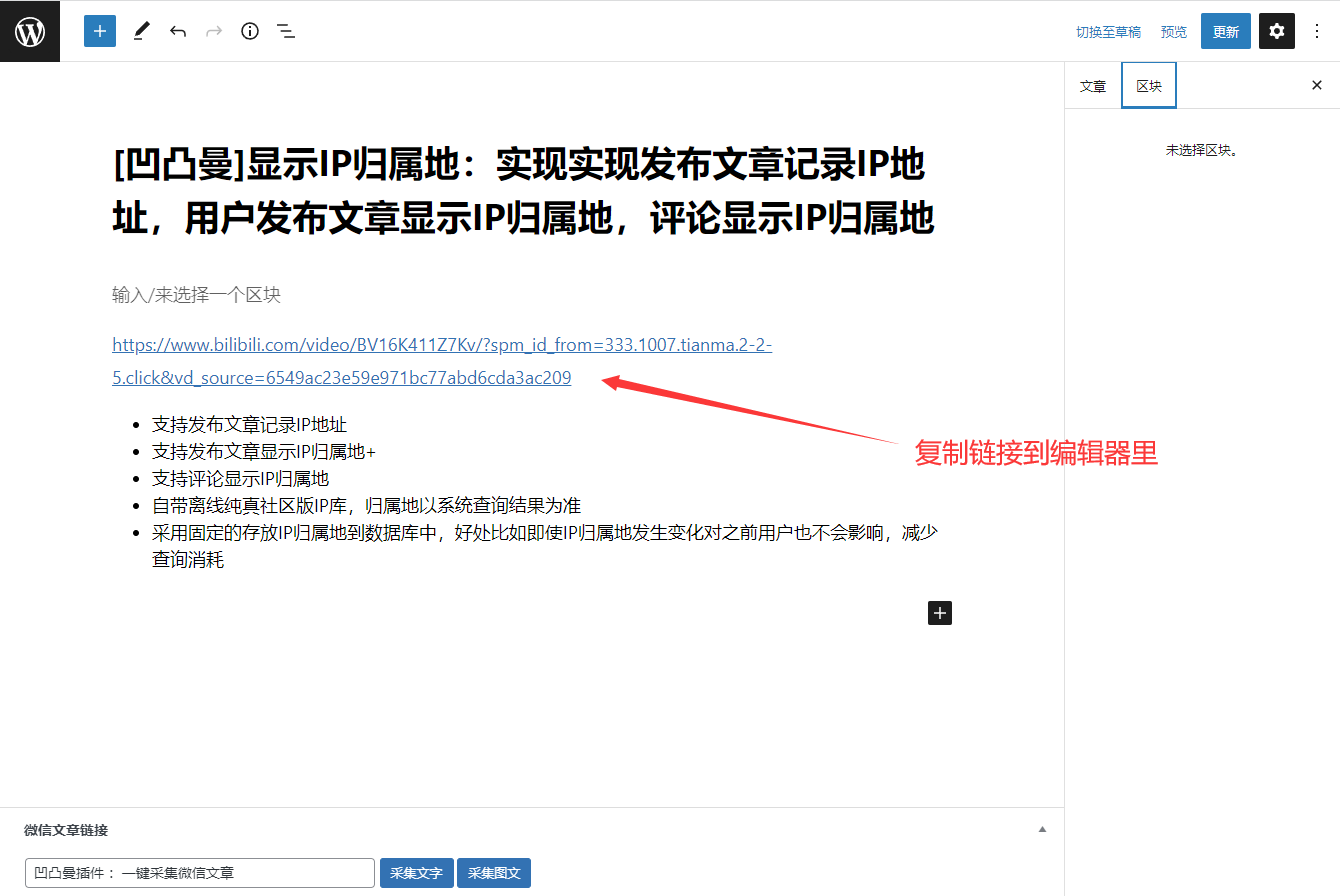 切换至草稿 预览 更新
文章 区块
未选择区块。
[凹凸曼]显示IP归属地：实现实现发布文章记录IP地
址，用户发布文章显示IP归属地，评论显示IP归属地
输入/来选择一个区块
https://www.bilibili.com/video/BV16K411Z7Kv/?spm_id_from=333.1007.tianma.2-2-
5.click&vd_source=6549ac23e59e971bc77abd6cda3ac209
支持发布文章记录IP地址
支持发布文章显示IP归属地+
复制链接到编辑器里
支持评论显示IP归属地
自带离线纯真社区版IP库，归属地以系统查询结果为准
采用固定的存放IP归属地到数据库中，好处比如即使IP归属地发生变化对之前用户也不会影响，减少
查询消耗
微信文章链接
凹凸曼插件：一键采集微信文章 采集文字 采集图文